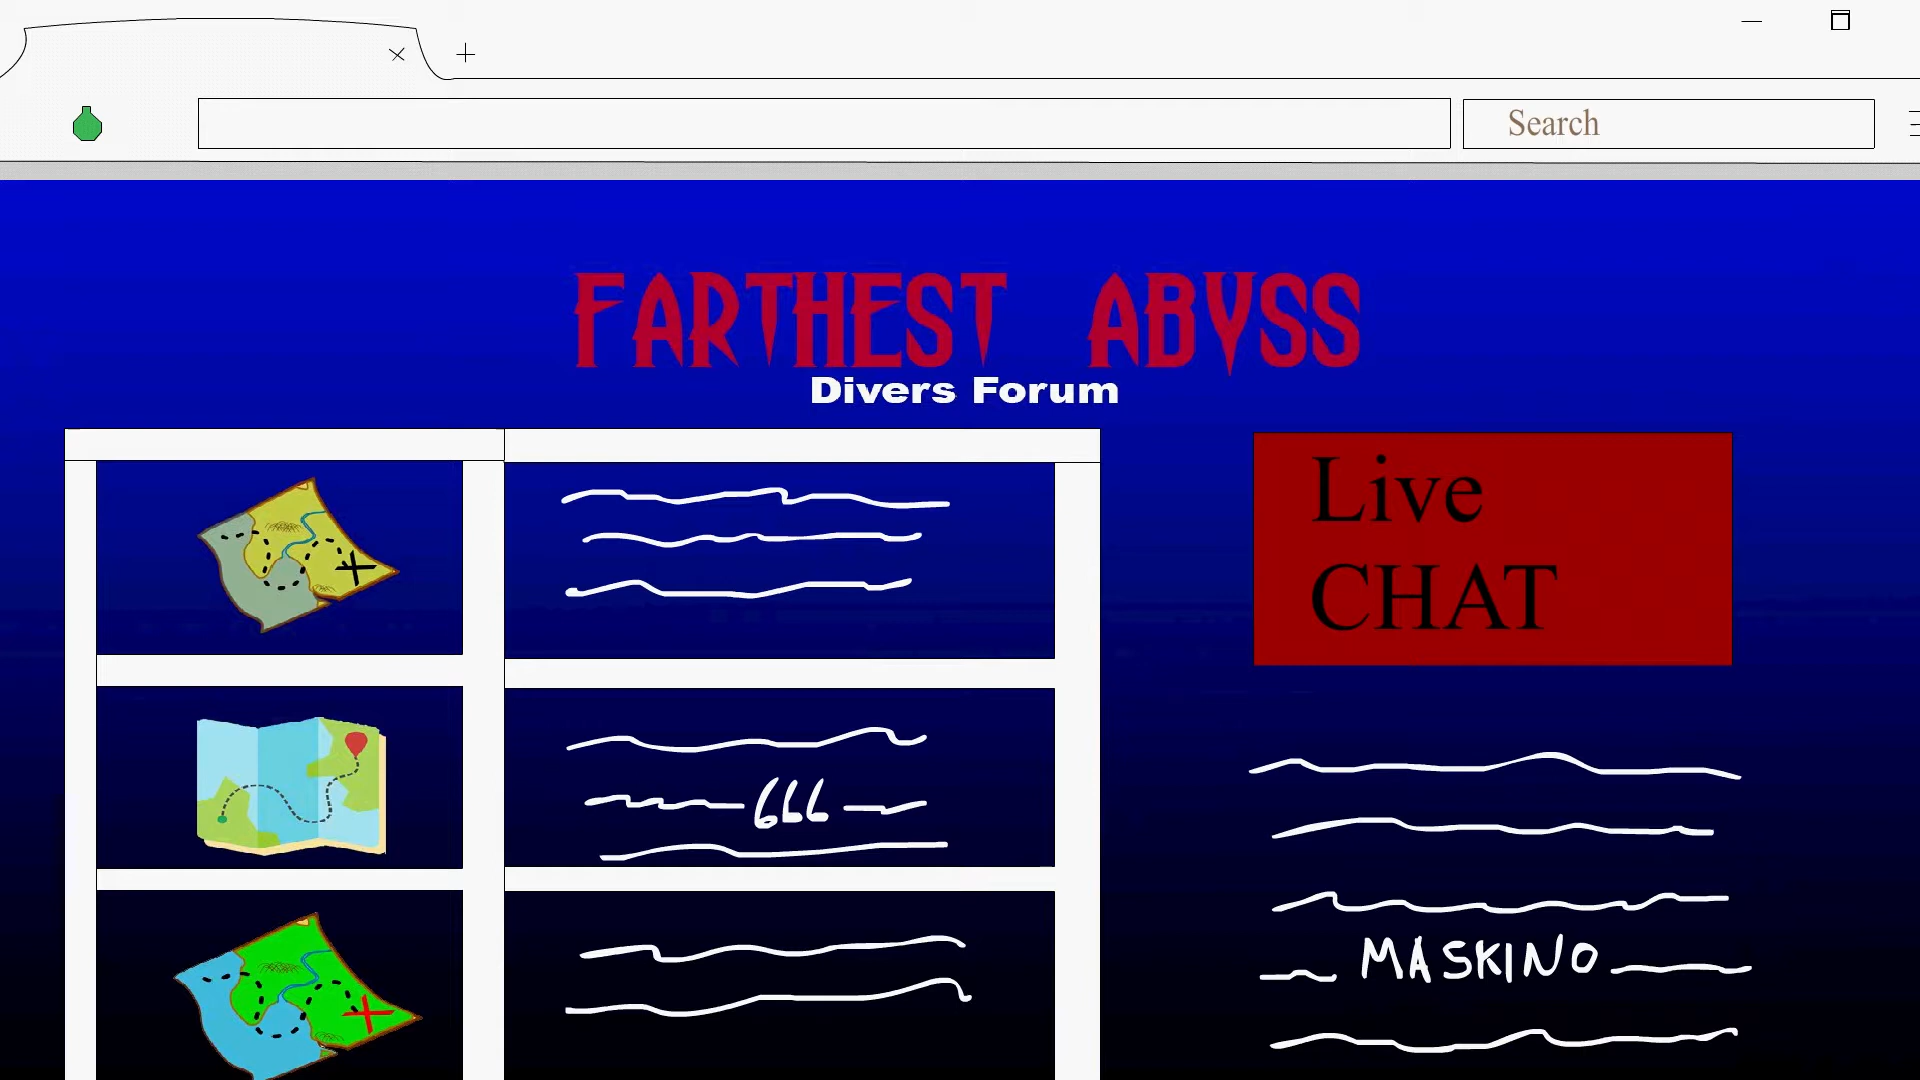 Search
FARTHEST ABYSS
Divers Forum
Live
CHAT
666
MASKINO